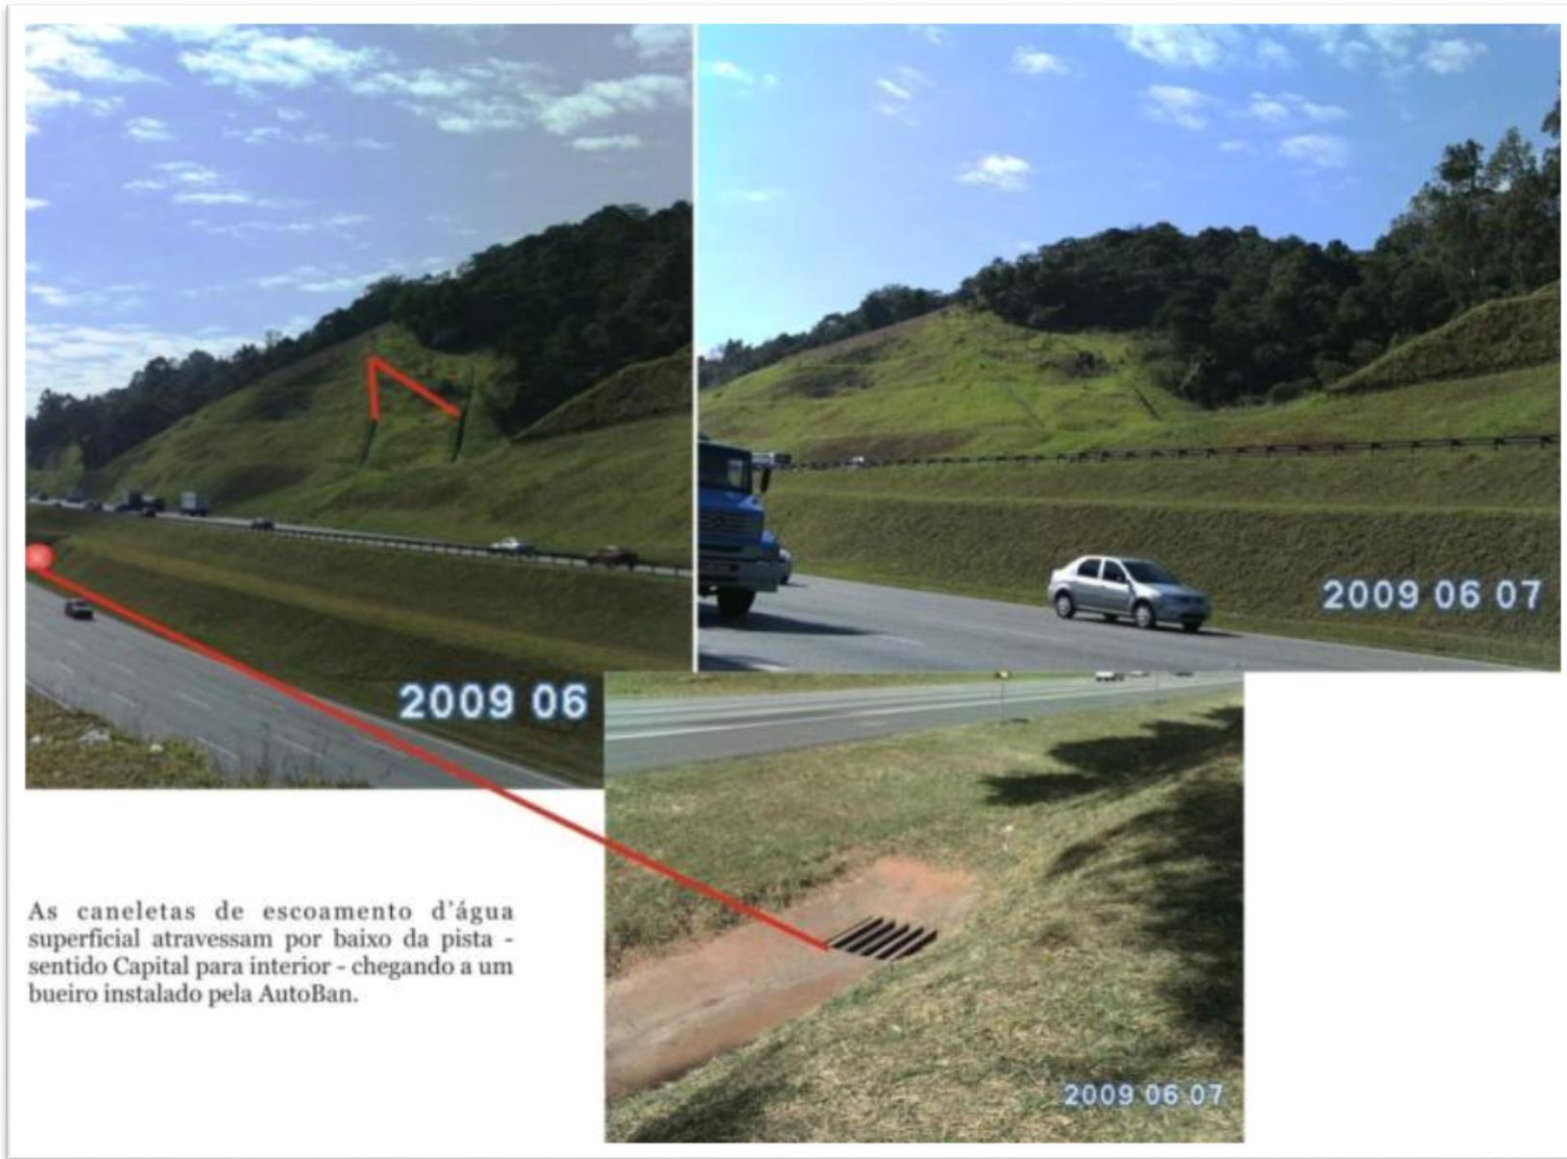 2009 06 07
2009 06
As caneletas de escoamento d'água
superficial atravessam por baixo da pista -
sentido Capital para interior - chegando a um
bueiro instalado pela AutoBan.
2009 06 07